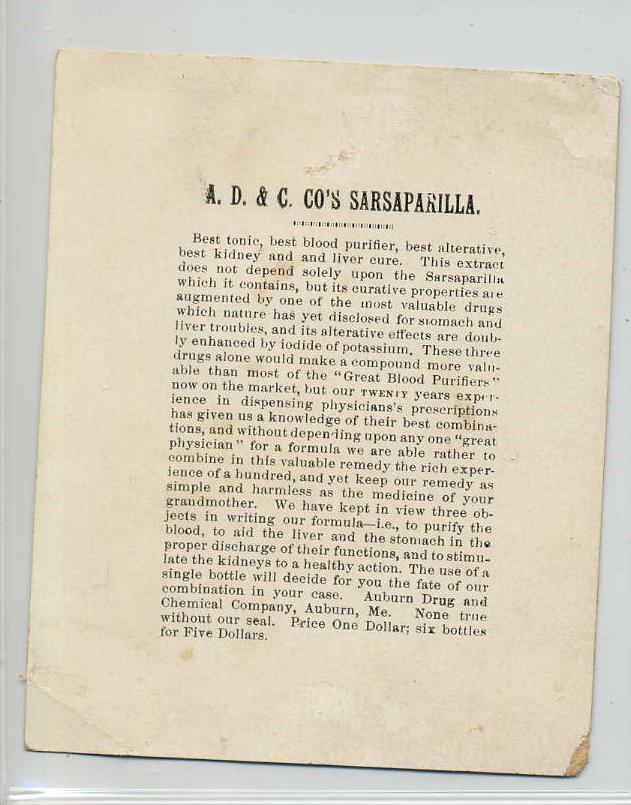 A. D. & C. CO'S SARSAPARILLA.
Best tonic, best blood purifier, best alterative,
best kidney and and liver cure. This extract
does not depend solely upon the Sarsaparilla
which it contains, but its curative properties are
augmented by one of the most valuable drugs
which nature has yet disclosed for stomach and
liver troubles, and its alterative effects are doub-
ly enhanced by iodide of potassium. These three
drugs alone would make a compound more valu-
able than most of the "Great Blood Purifiers"
now on the market, but our TWENTY years exper-
ience in dispensing physicians's prescriptions
has given us a knowledge of their best combina-
tions, and without depending upon any one "great
physician" for a formula we are able rather to
combine in this valuable remedy the rich exper-
ience of a hundred, and yet keep our remedy as
simple and harmless as the medicine of your
grandmother. We have kept in view three ob-
jects in writing our formula—i.e., to purify the
blood, to aid the liver and the stomach in the
proper discharge of their functions, and to stimu-
late the kidneys to a healthy action. The use of a
single bottle will decide for you the fate of our
combination in your case. Auburn Drug and
Chemical Company, Auburn, Me. None true
without our seal. Price One Dollar; six bottles
for Five Dollars.